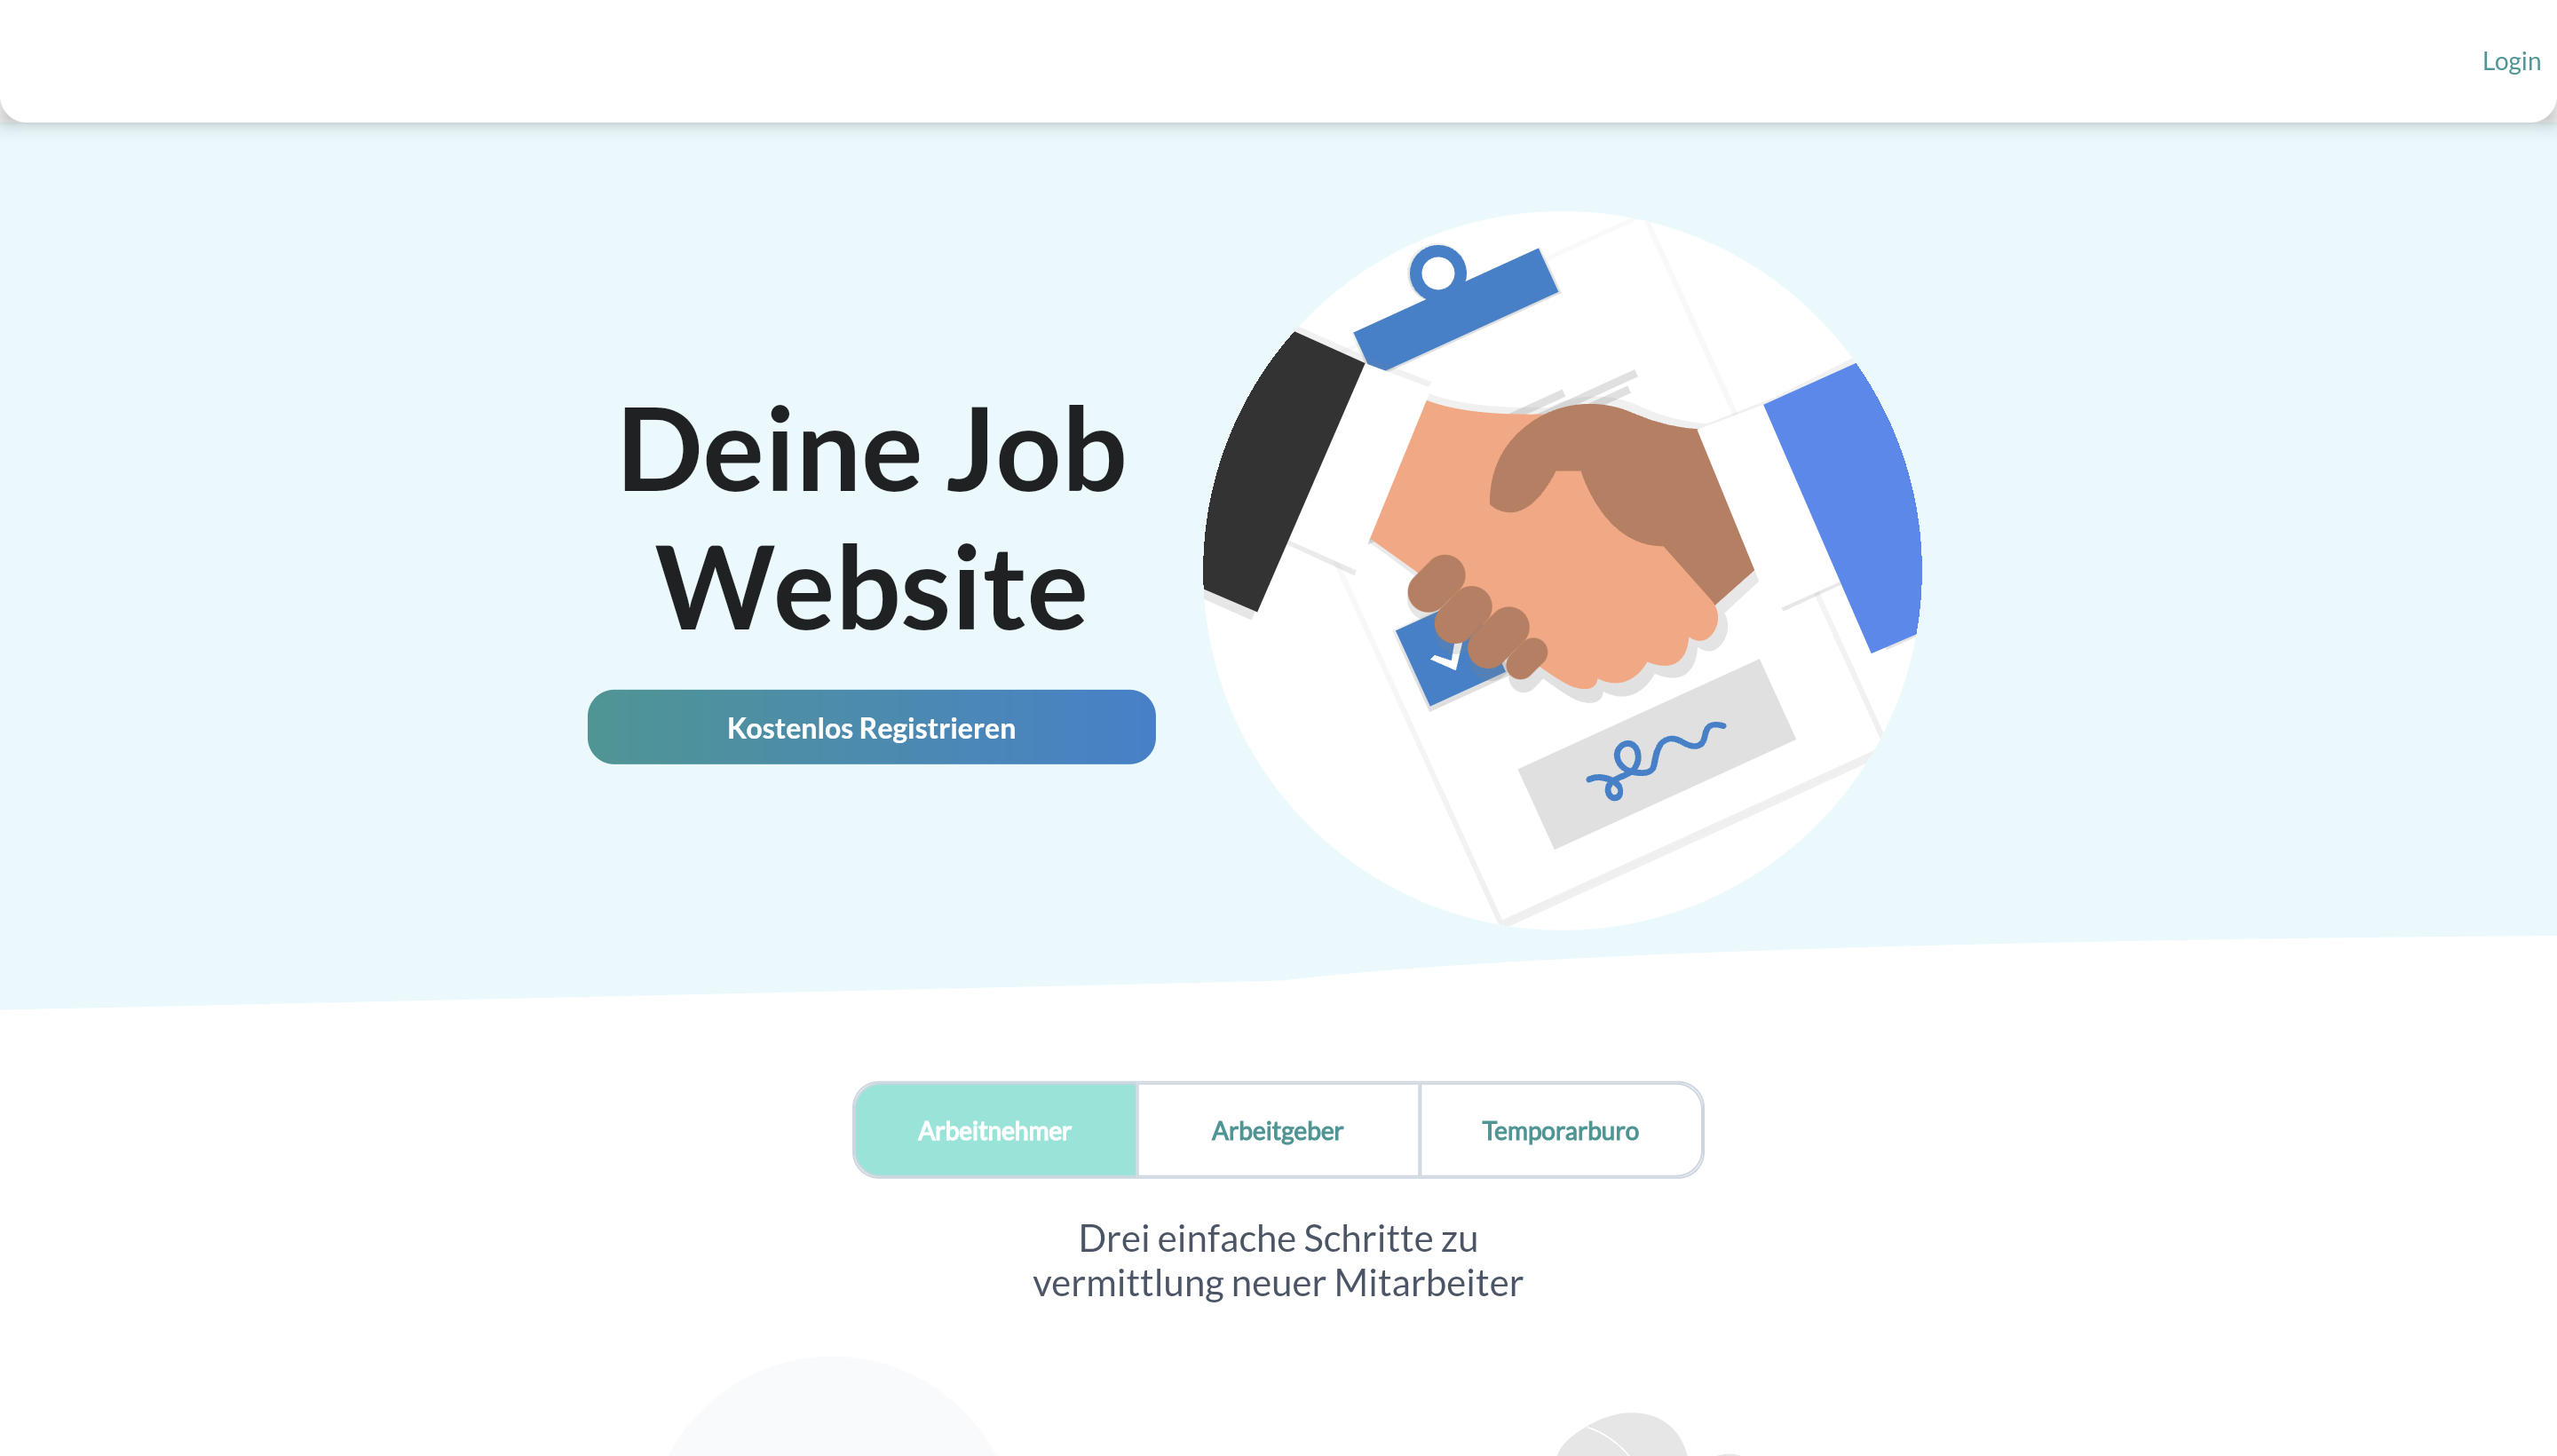 Login
Deine Job
Website
Kostenlos Registrieren
Arbeitnehmer
Arbeitgeber
Temporarburo
Drei einfache Schritte zu
vermittlung neuer Mitarbeiter